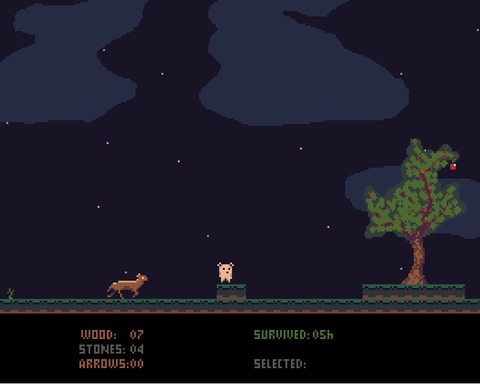 WOOD: 07
STONES: 04
ARROWS:00
SURVIVED:05h
SELECTED: